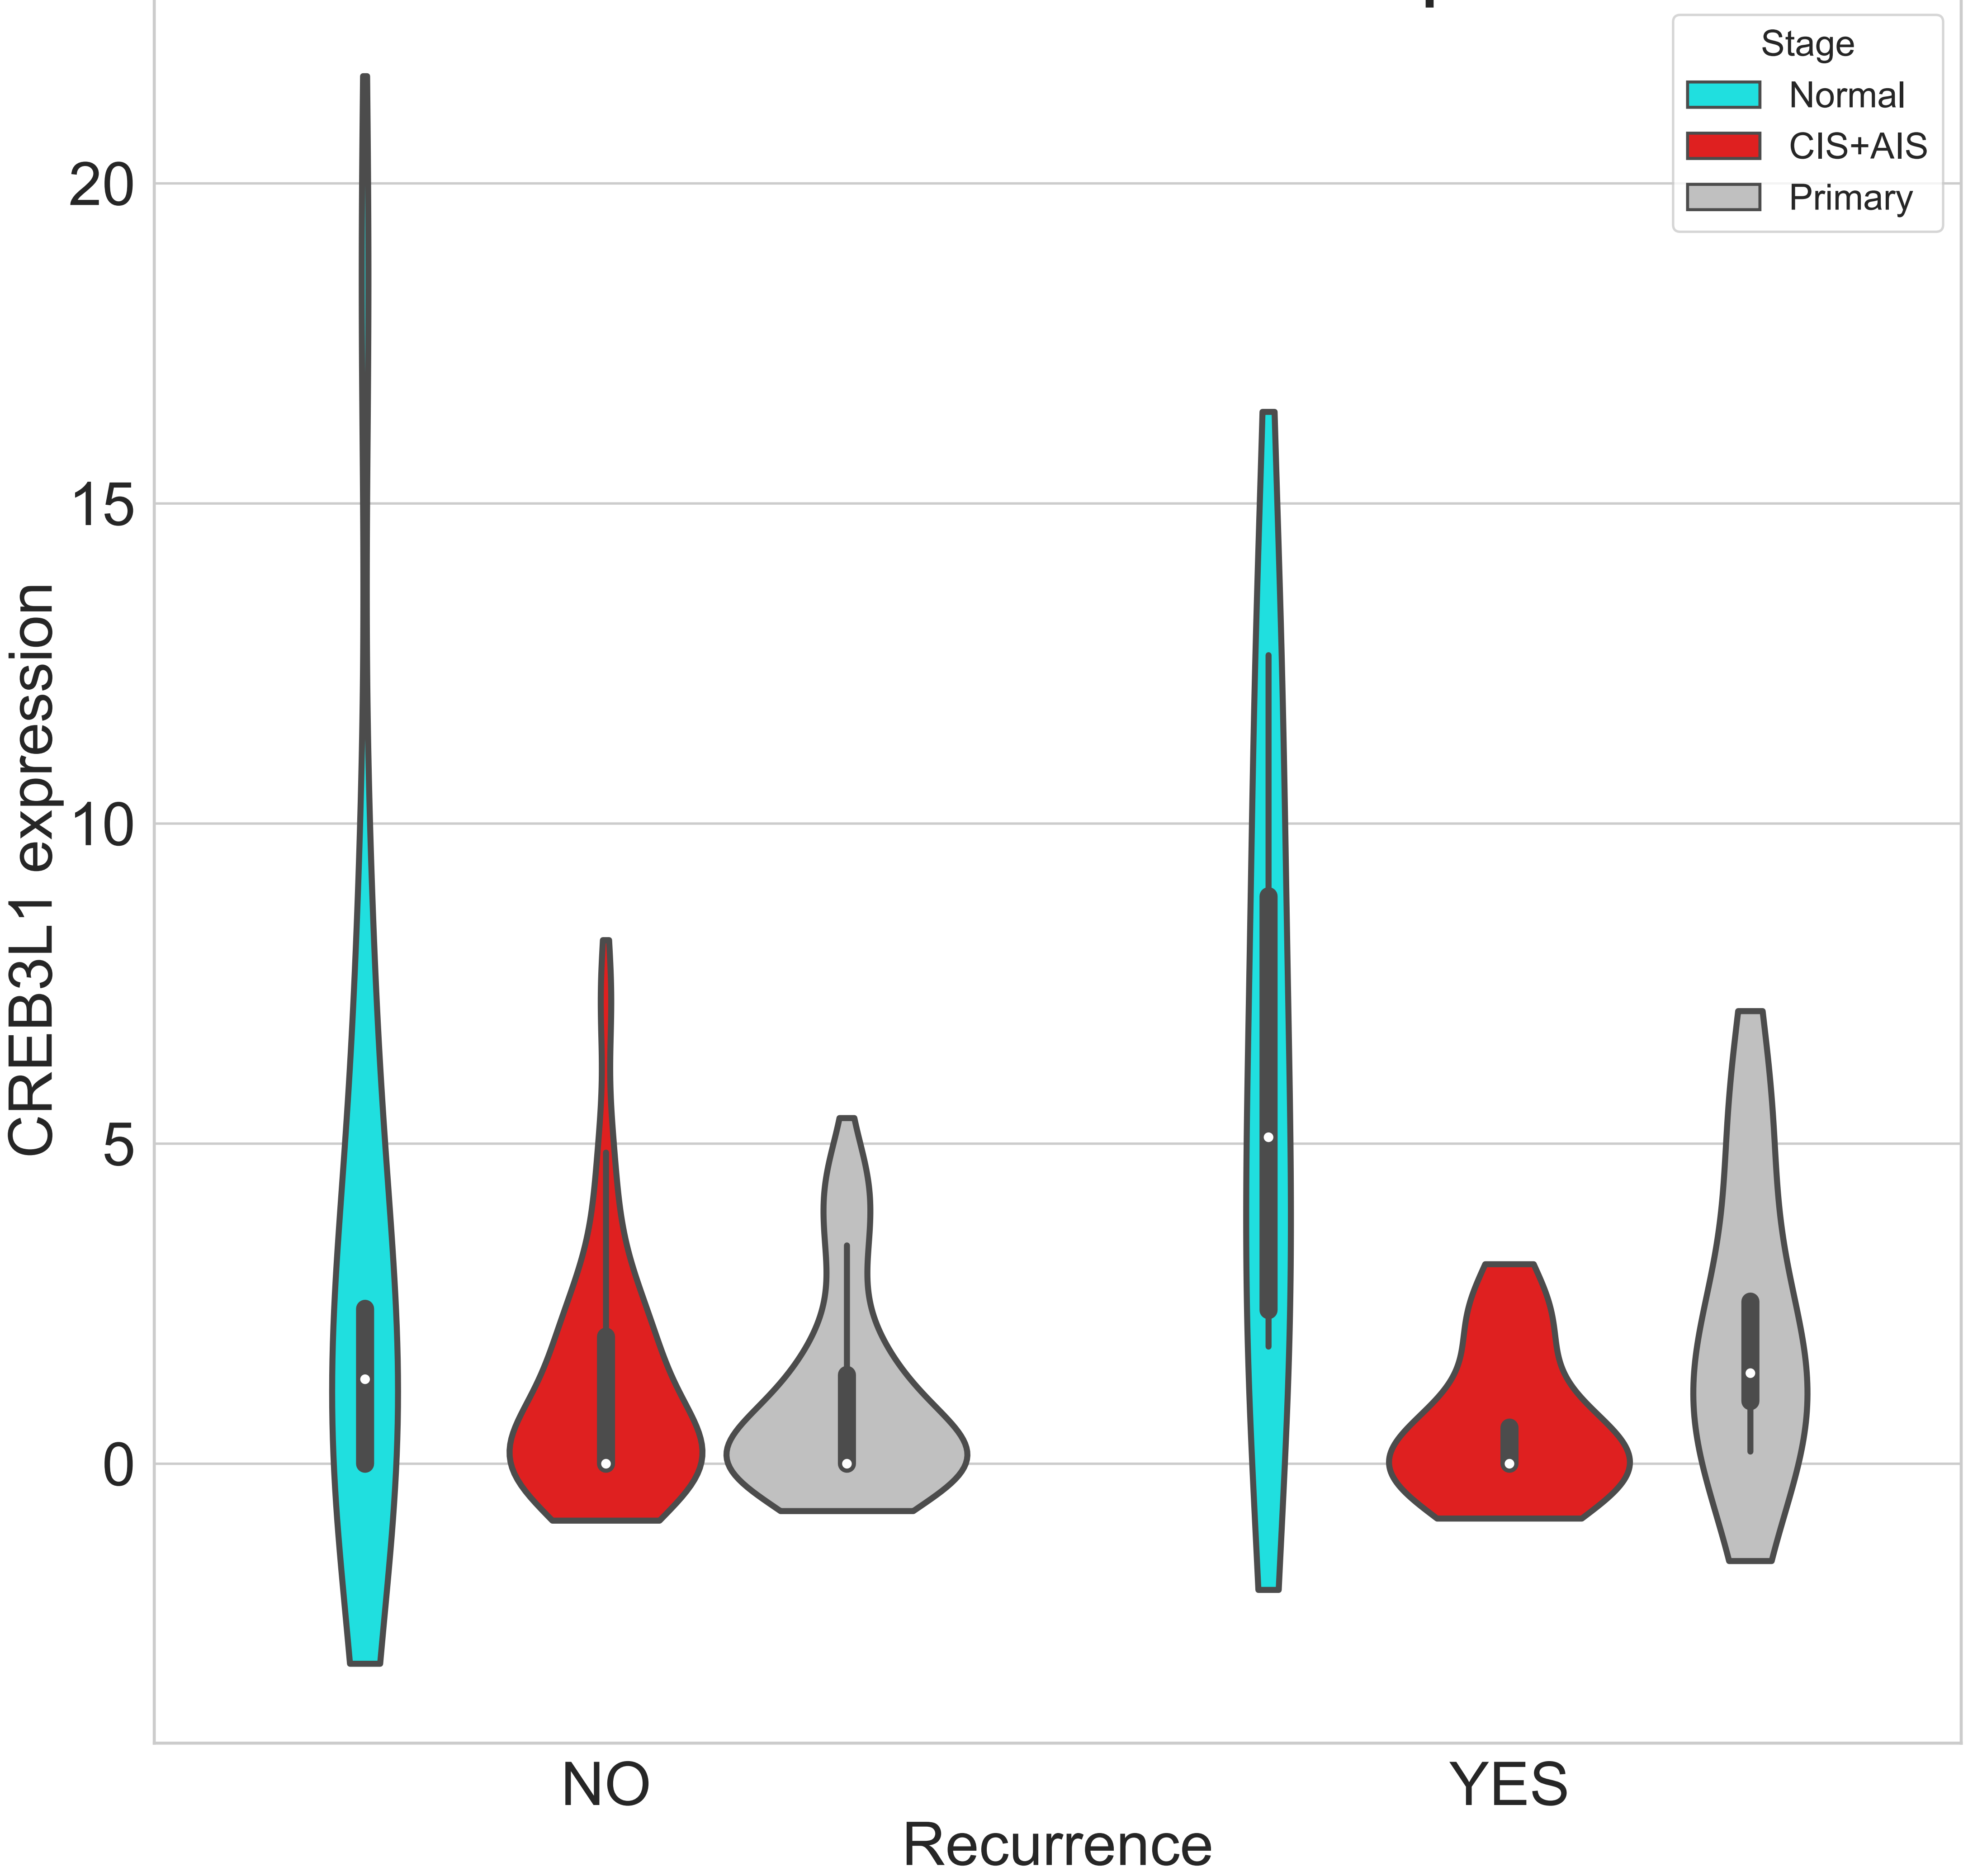 Stage
Normal
CIS+AIS
Primary
20
15
10
5
0
CREB3L1 expression
NO
YES
Recurrence